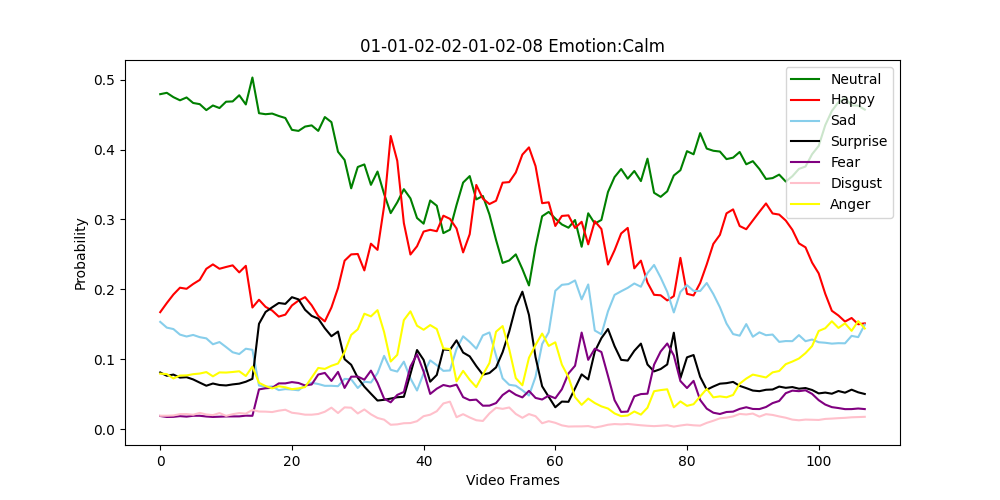 01-01-02-02-01-02-08 Emotion:Calm
Probability
0.5
0.4
0.3
0.2
0.1
0.0
0
20
40
60
80
100
Video Frames
Neutral
Happy
Sad
Surprise
Fear
Disgust
Anger